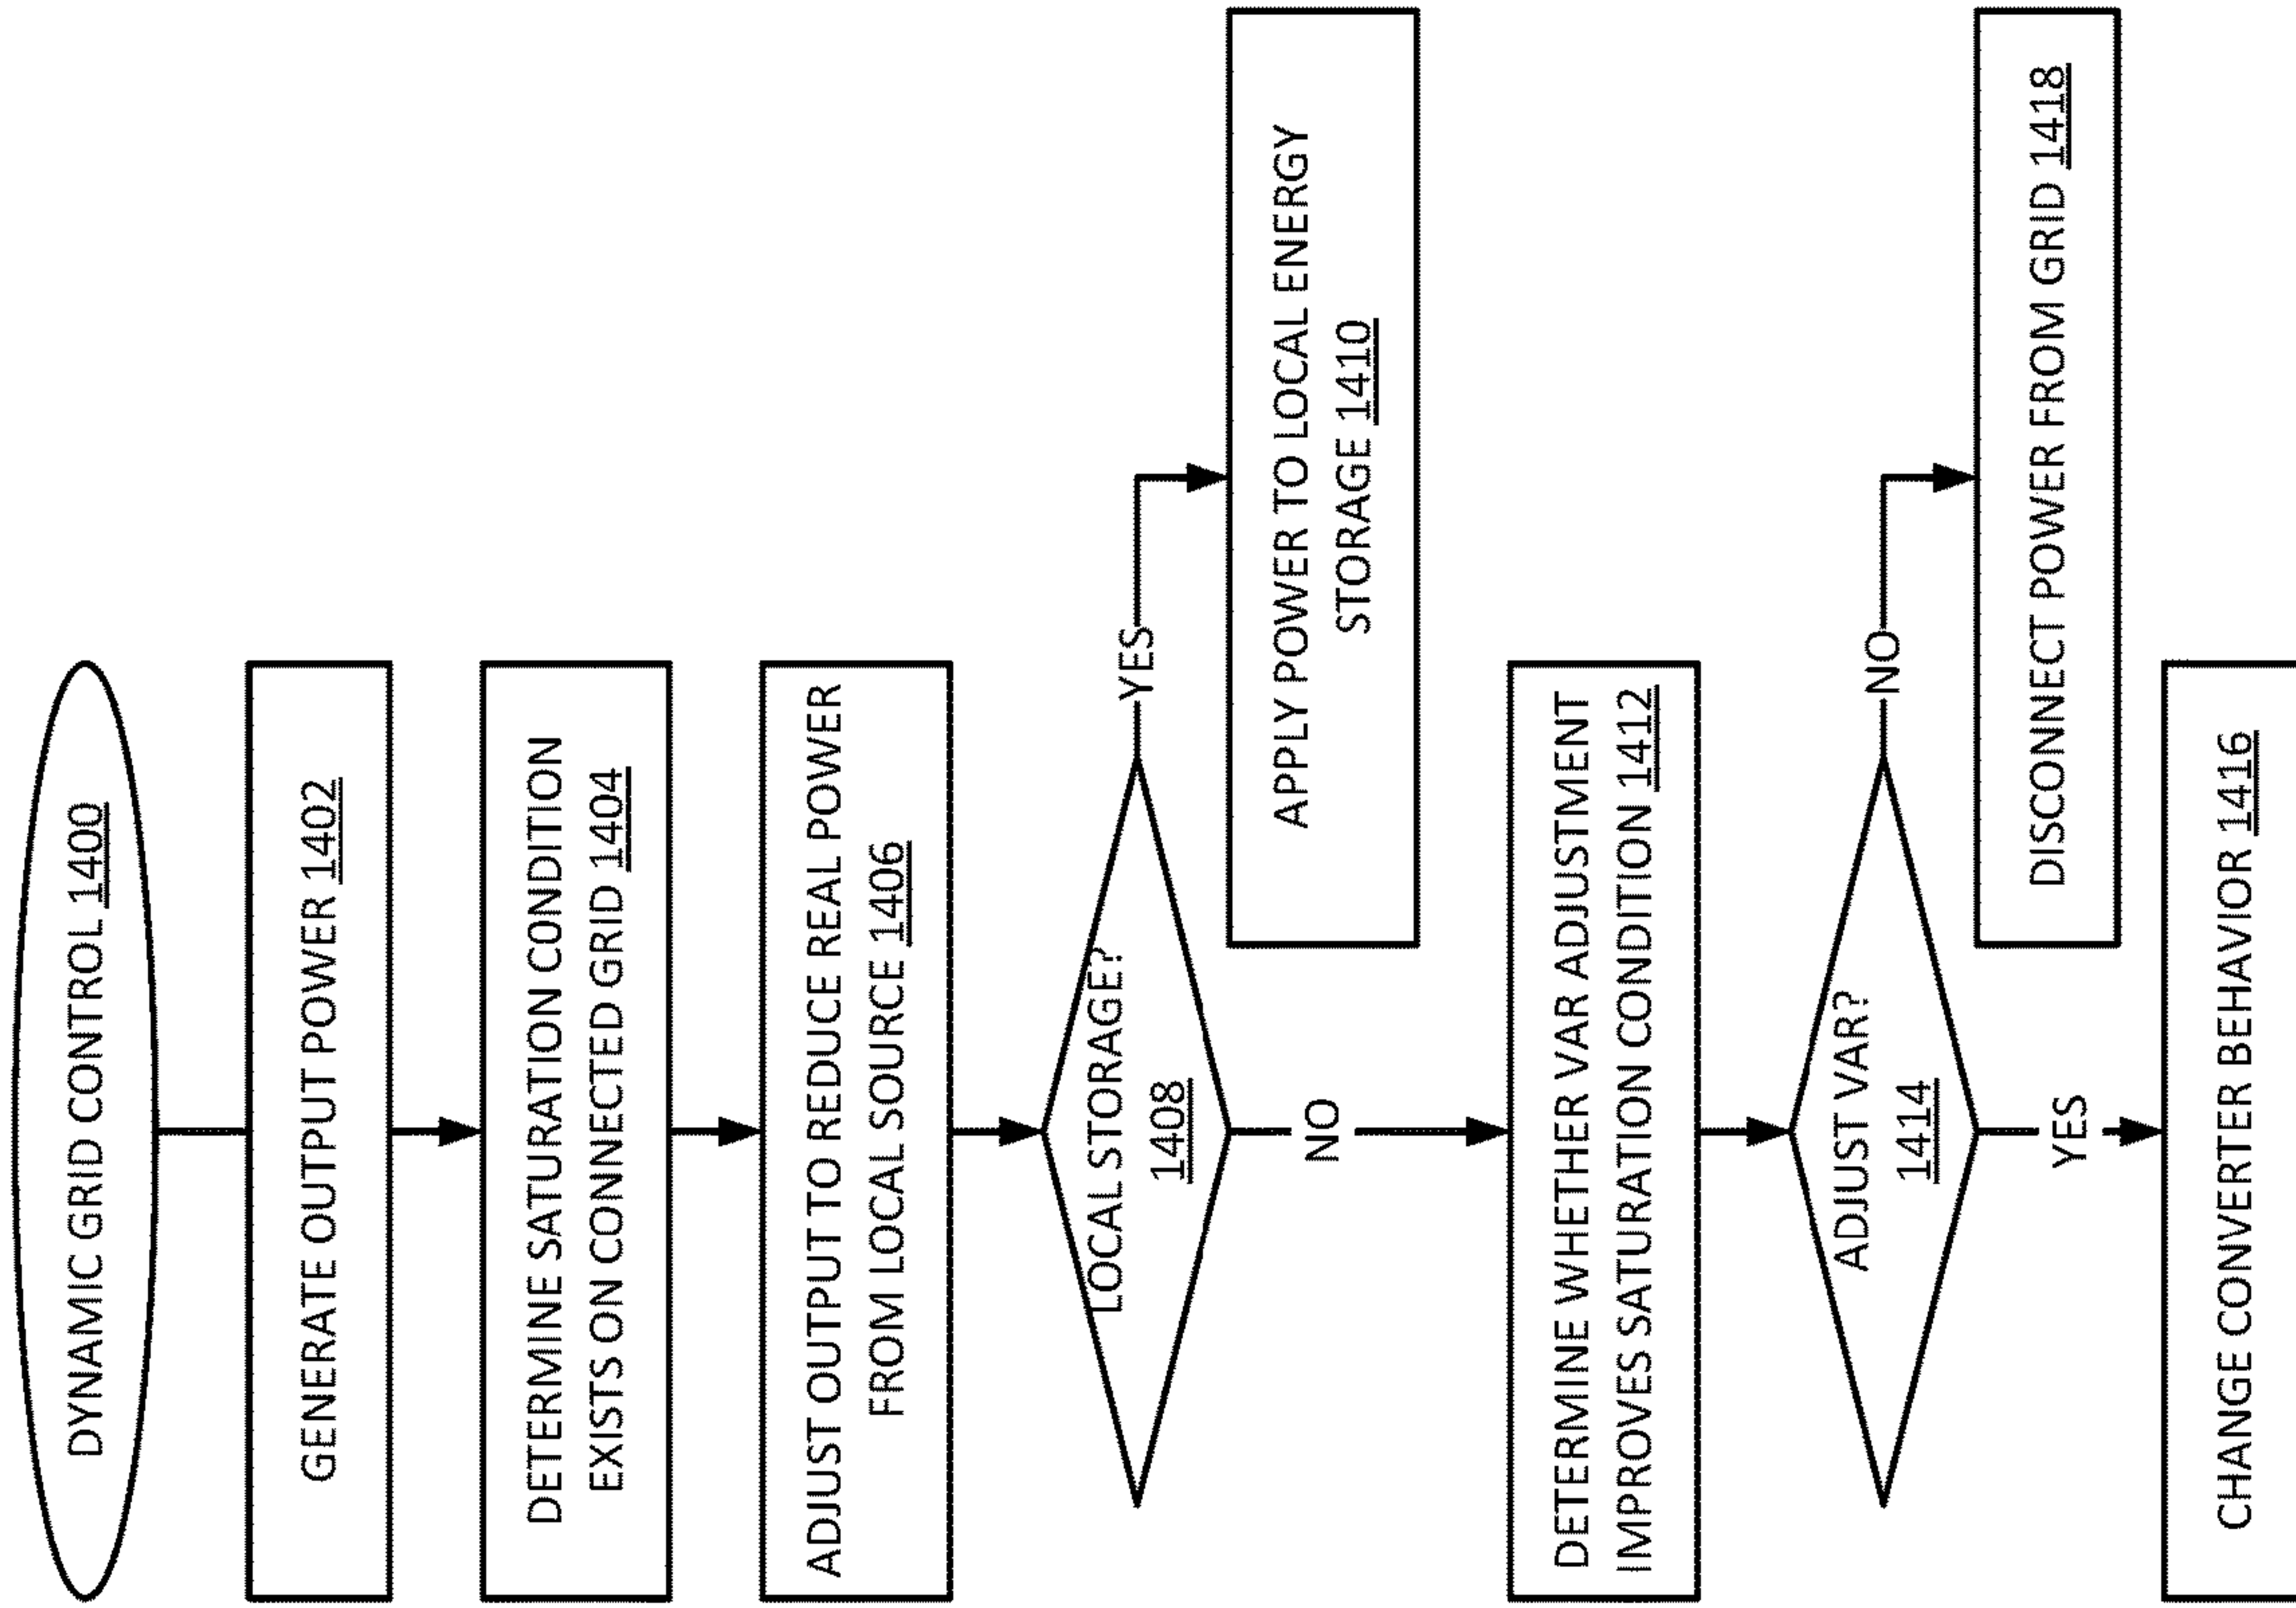 DYNAMIC GRID CONTROL 1400
GENERATE OUTPUT POWER 1402
DETERMINE SATURATION CONDITION
EXISTS ON CONNECTED GRID 1404
ADJUST OUTPUT TO REDUCE REAL POWER
FROM LOCAL SOURCE 1406
LOCAL STORAGE?
1408
YES
APPLY POWER TO LOCAL ENERGY
STORAGE 1410
NO
DETERMINE WHETHER VAR ADJUSTMENT
IMPROVES SATURATION CONDITION 1412
ADJUST VAR?
1414
NO
DISCONNECT POWER FROM GRID 1418
YES
CHANGE CONVERTER BEHAVIOR 1416